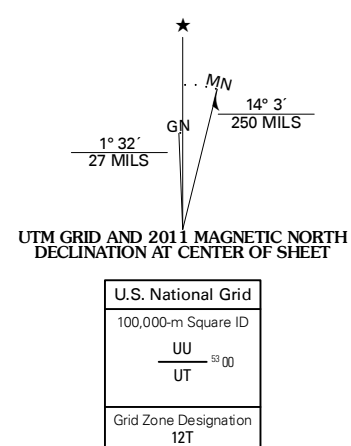 ★
MN
GN
14° 3´
250 MILS
1° 32´
27 MILS
UTM GRID AND 2011 MAGNETIC NORTH
DECLINATION AT CENTER OF SHEET
U.S. National Grid
100,000-m Square ID
UU
53 00
UT
Grid Zone Designation
12T